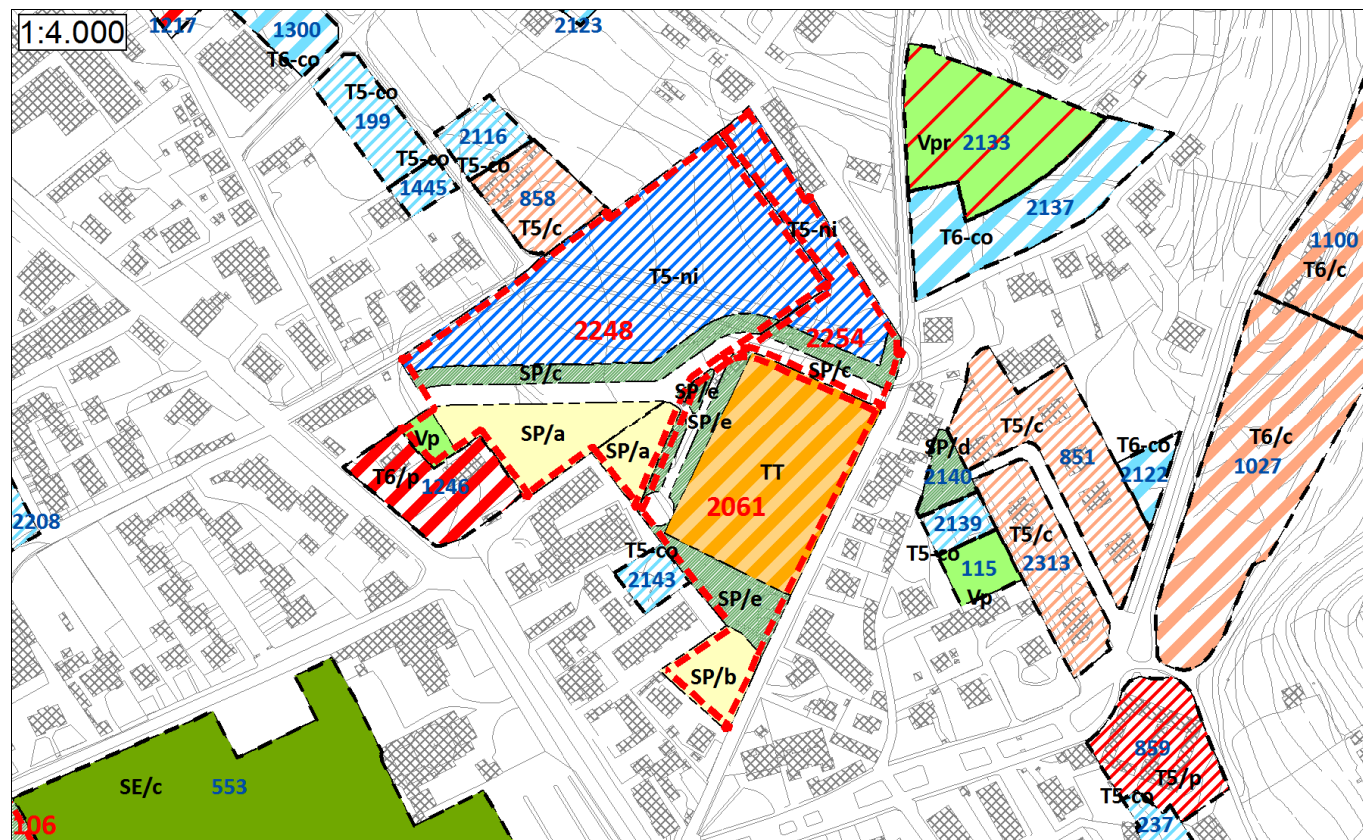 1:4.000
1217
1300
T6-co
2123
T5-co
199
2116
T5-co
T5-co
1445
858
T5/c
Vpr 2133
2137
T6-co
1100
T6/c
T5-ni
T5-ni
2248
2254
SP/c
SP/c
SP/e
SP/e
Vp
SP/a
SP/a
T6/p
1246
TT
2061
2208
T5-co
2143
SP/e
SP/b
T5/c
SP/d
2140
851
T6-co
2122
T6/c
1027
2139
T5/c
T5-co
2313
115
Vp
SE/c 553
106
859
T5/p
T5-co
237